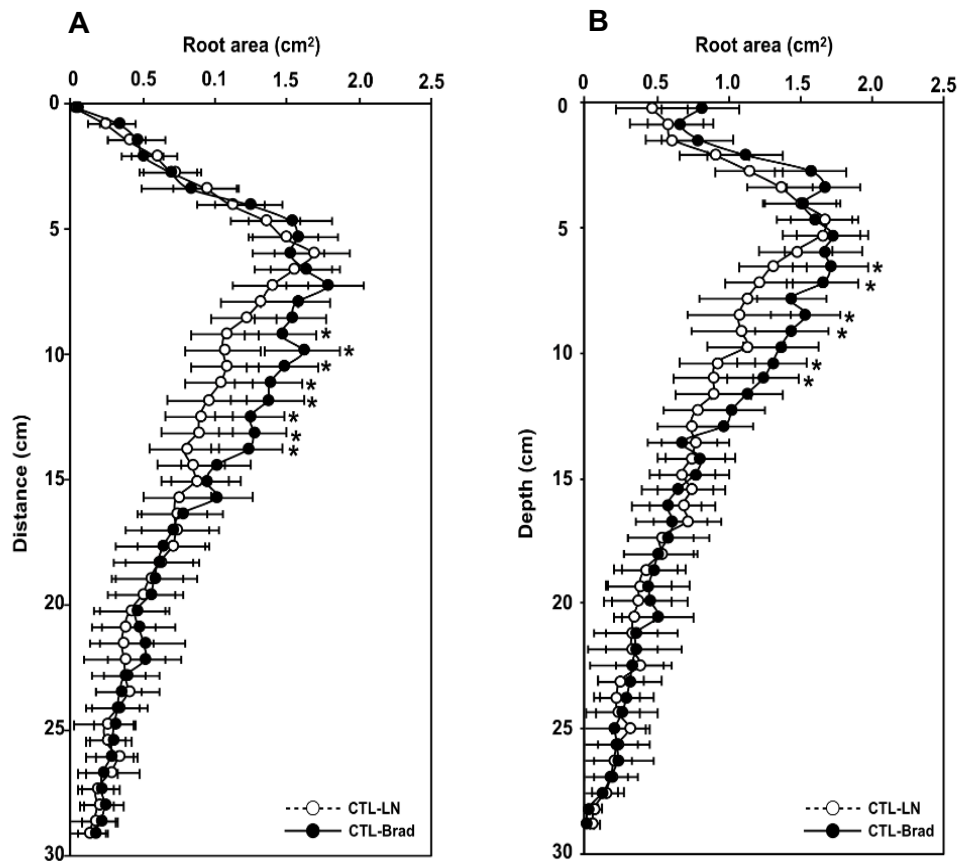 A
B
Root area (cm2)
Root area (cm2)
0 0.5 0.1 1.5 2.0 2.5
0 0.5 1.0 1.5 2.0 2.5
0
5
10
15
20
25
30
Distance (cm)
*
*
*
*
*
*
*
*
CTL-LN
CTL-Brad
0
5
10
15
20
25
30
Depth (cm)
*
*
*
*
*
*
CTL-LN
CTL-Brad